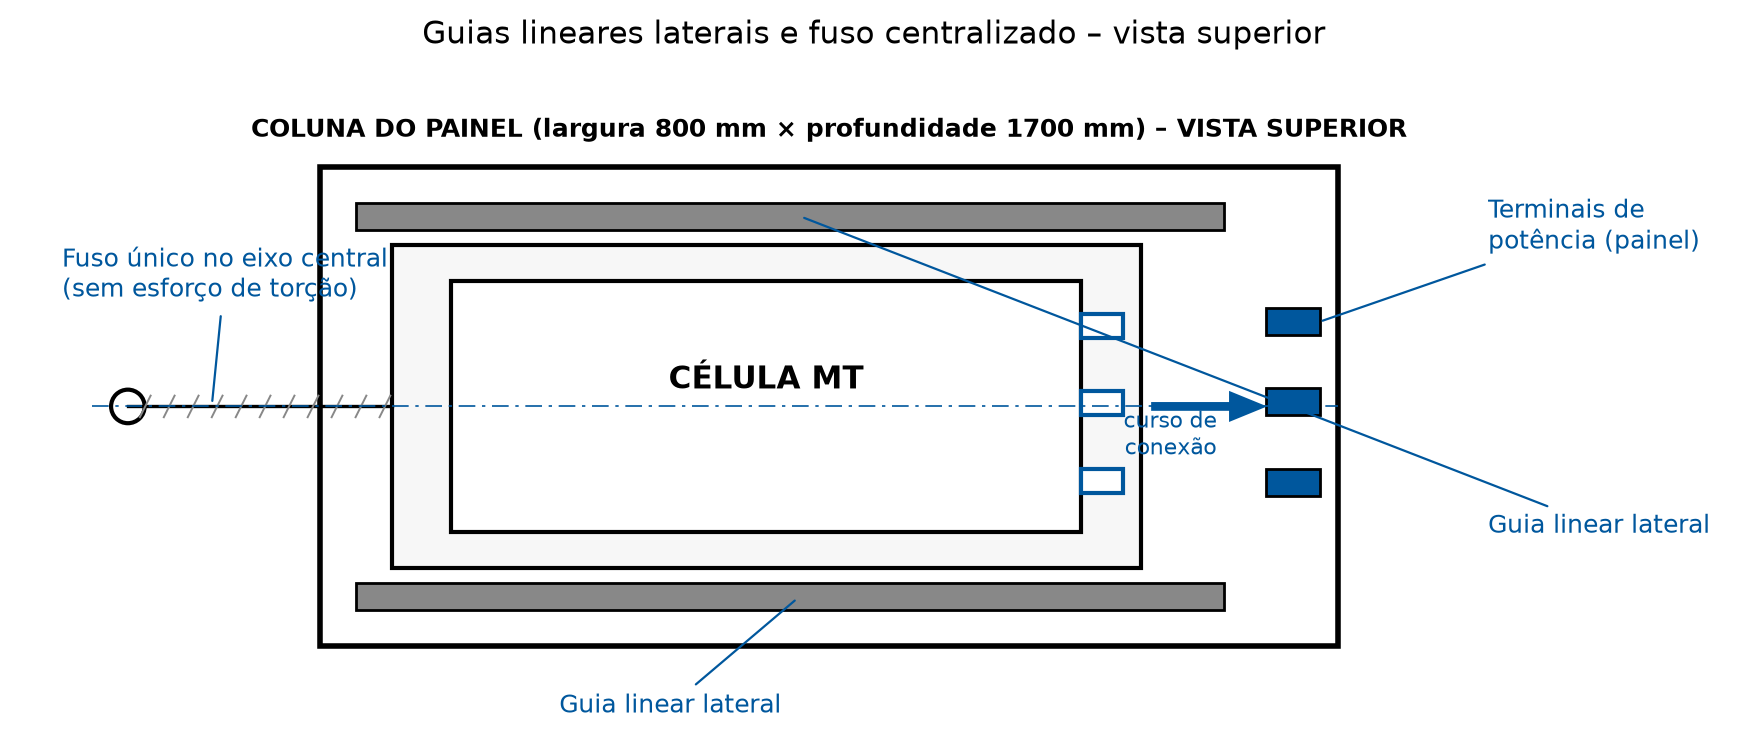 Guias lineares laterais e fuso centralizado – vista superior
COLUNA DO PAINEL (largura 800 mm × profundidade 1700 mm) – VISTA SUPERIOR
Terminais de
potência (painel)
Fuso único no eixo central
(sem esforço de torção)
CÉLULA MT
curso de
conexão
Guia linear lateral
Guia linear lateral